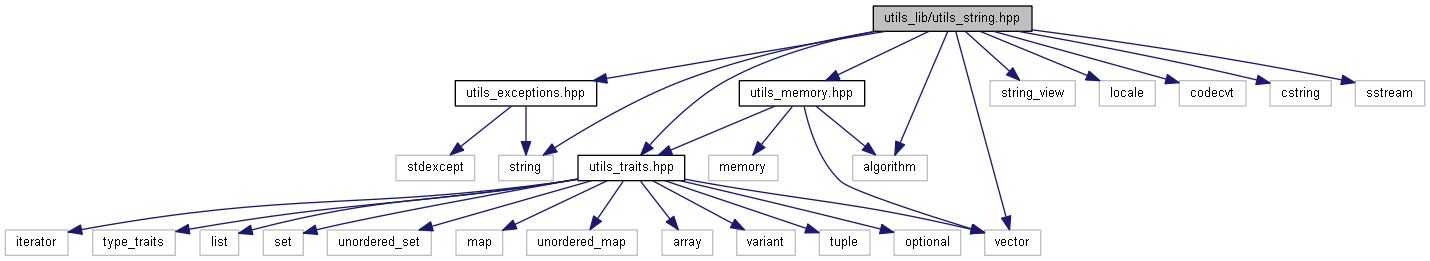 utils_lib/utils_string.hpp
utils_exceptions.hpp
utils_memory.hpp
string_view
locale
codecvt
cstring
sstream
stdexcept
string
utils_traits.hpp
memory
algorithm
iterator
type_traits
list
set
unordered_set
map
unordered_map
array
variant
tuple
optional
vector